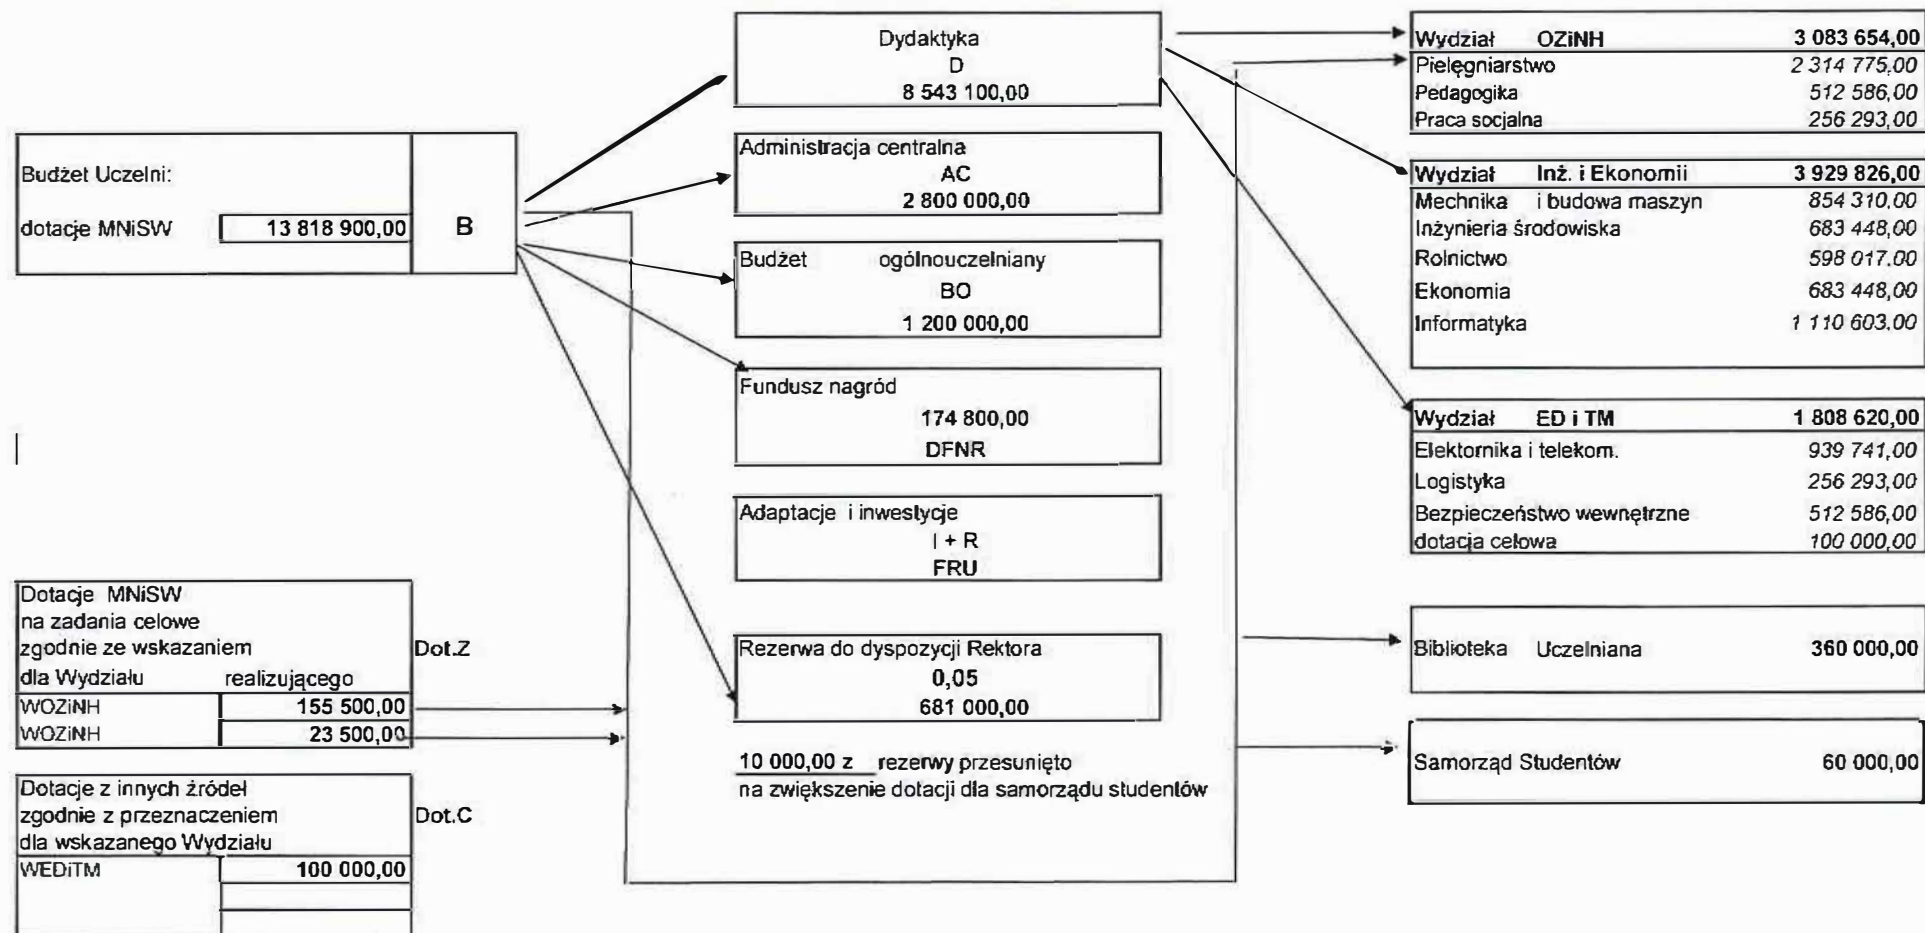 Budżet Uczelni:
dotacje MNiSW 13 818 900,00 B
Dotacje MNiSW
na zadania celowe
zgodnie ze wskazaniem Dot.Z
dla Wydziału realizującego
WOZiNH 155 500,00
WOZiNH 23 500,00
Dotacje z innych źródeł
zgodnie z przeznaczeniem Dot.C
dla wskazanego Wydziału
WEDiTM 100 000,00
Dydaktyka
D
8 543 100,00
Administracja centralna
AC
2 800 000,00
Budżet ogólnouczelniany
BO
1 200 000,00
Fundusz nagród
174 800,00
DFNR
Adaptacje i inwestycje
I + R
FRU
Rezerwa do dyspozycji Rektora
0,05
681 000,00
10 000,00 z rezerwy przesunięto
na zwiększenie dotacji dla samorządu studentów
Wydział OZiNH 3 083 654,00
Pielęgniarstwo 2 314 775,00
Pedagogika 512 586,00
Praca socjalna 256 293,00
Wydział Inż. i Ekonomii 3 929 826,00
Mechnika i budowa maszyn 854 310,00
Inżynieria środowiska 683 448,00
Rolnictwo 598 017,00
Ekonomia 683 448,00
Informatyka 1 110 603,00
Wydział ED i TM 1 808 620,00
Elektornika i telekom. 939 741,00
Logistyka 256 293,00
Bezpieczeństwo wewnętrzne 512 586,00
dotacja celowa 100 000,00
Biblioteka Uczelniana 360 000,00
Samorząd Studentów 60 000,00